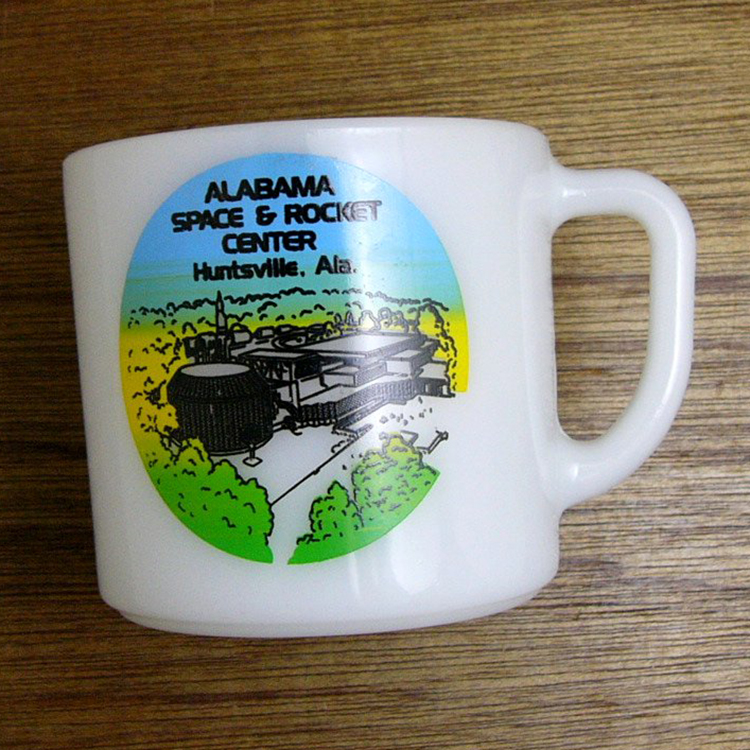 ALABAMA
SPACE & ROCKET
CENTER
Huntsville, Ala.